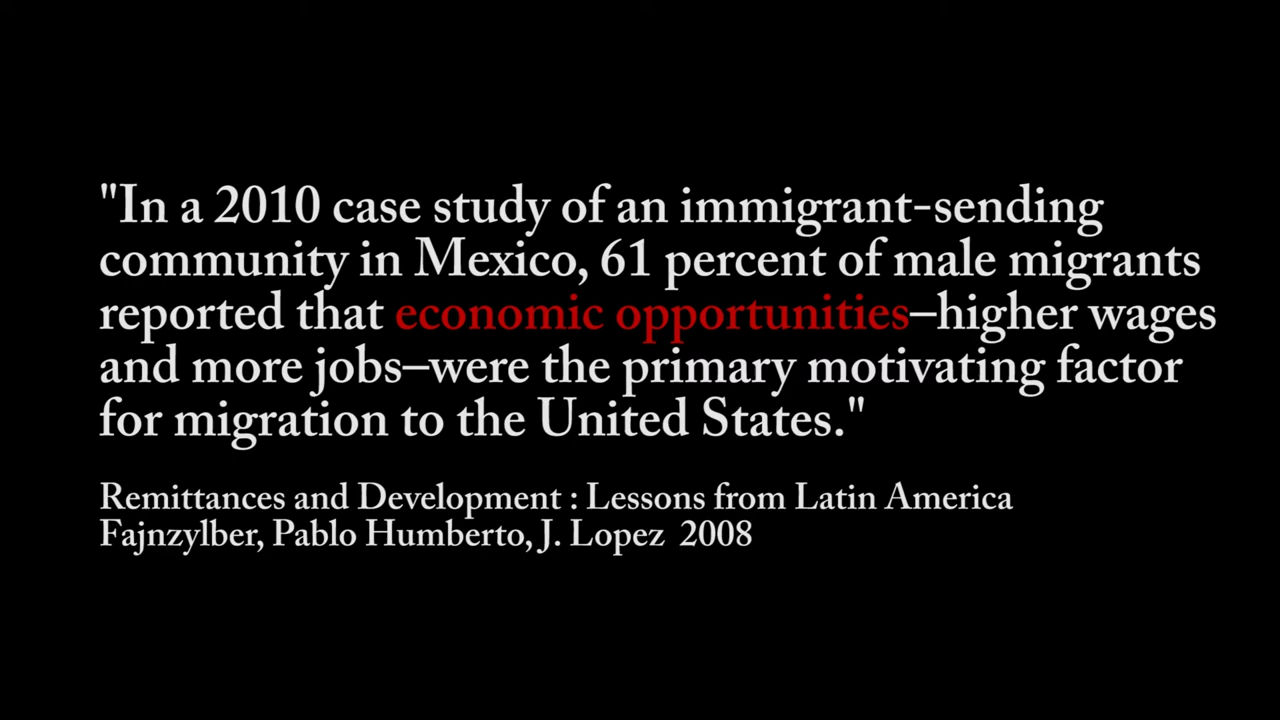 "In a 2010 case study of an immigrant-sending
community in Mexico, 61 percent of male migrants
reported that economic opportunities–higher wages
and more jobs–were the primary motivating factor
for migration to the United States."
Remittances and Development : Lessons from Latin America
Fajnzylber, Pablo Humberto, J. Lopez  2008